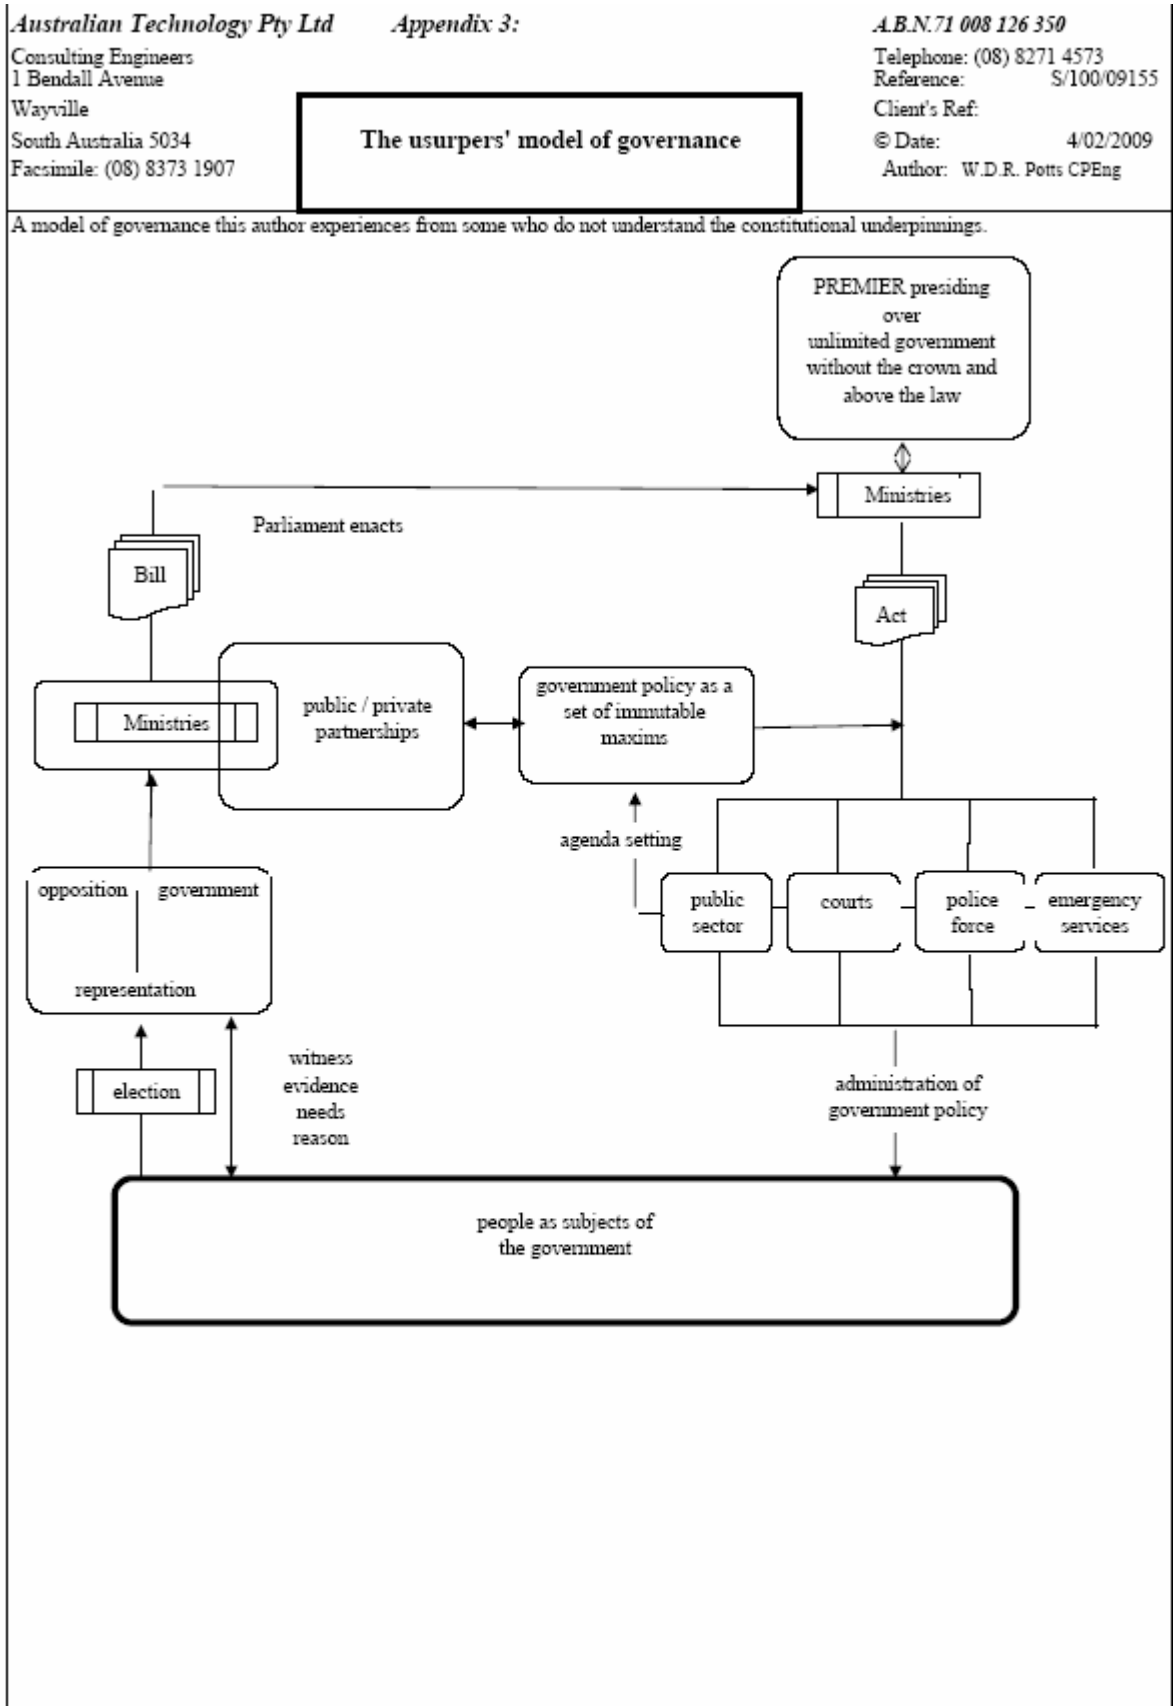 Australian Technology Pty Ltd Appendix 3: A.B.N.71 008 126 350
Consulting Engineers Telephone: (08) 8271 4573
1 Bendall Avenue Reference: S/100/09155
Wayville Client's Ref:
South Australia 5034 © Date: 4/02/2009
Facsimile: (08) 8373 1907 Author: W.D.R. Potts CPEng
The usurpers' model of governance
A model of governance this author experiences from some who do not understand the constitutional underpinnings.
PREMIER presiding
over
unlimited government
without the crown and
above the law
Ministries
Parliament enacts
Bill
Act
Ministries
public / private
partnerships
government policy as a
set of immutable
maxims
agenda setting
opposition government
representation
public
sector
courts
police
force
emergency
services
election
witness
evidence
needs
reason
administration of
government policy
people as subjects of
the government